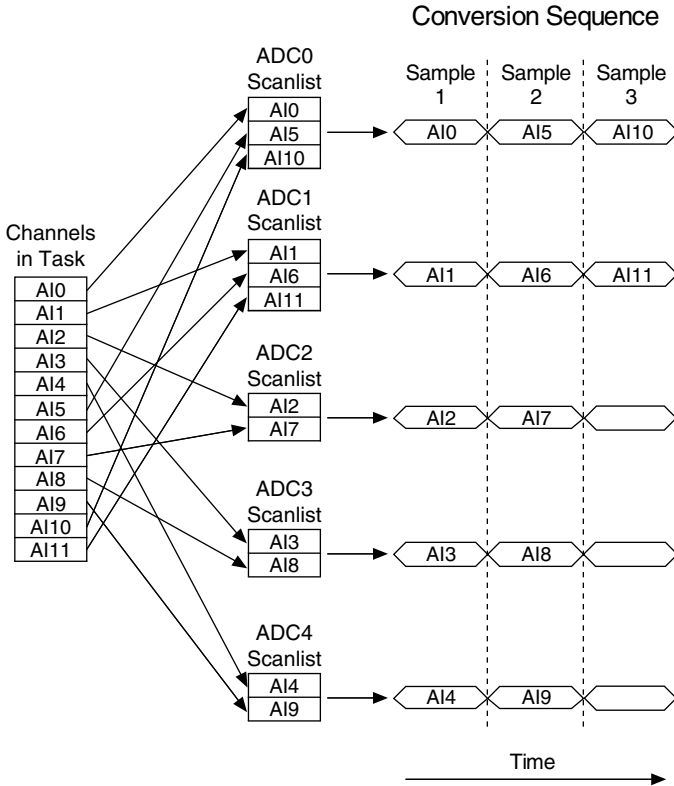 Conversion Sequence
ADC0
Scanlist
AI0
AI5
AI10
Sample
1
Sample
2
Sample
3
AI0
AI5
AI10
ADC1
Scanlist
AI1
AI6
AI11
AI1
AI6
AI11
Channels
in Task
AI0
AI1
AI2
AI3
AI4
AI5
AI6
AI7
AI8
AI9
AI10
AI11
ADC2
Scanlist
AI2
AI7
AI2
AI7
ADC3
Scanlist
AI3
AI8
AI3
AI8
ADC4
Scanlist
AI4
AI9
AI4
AI9
Time